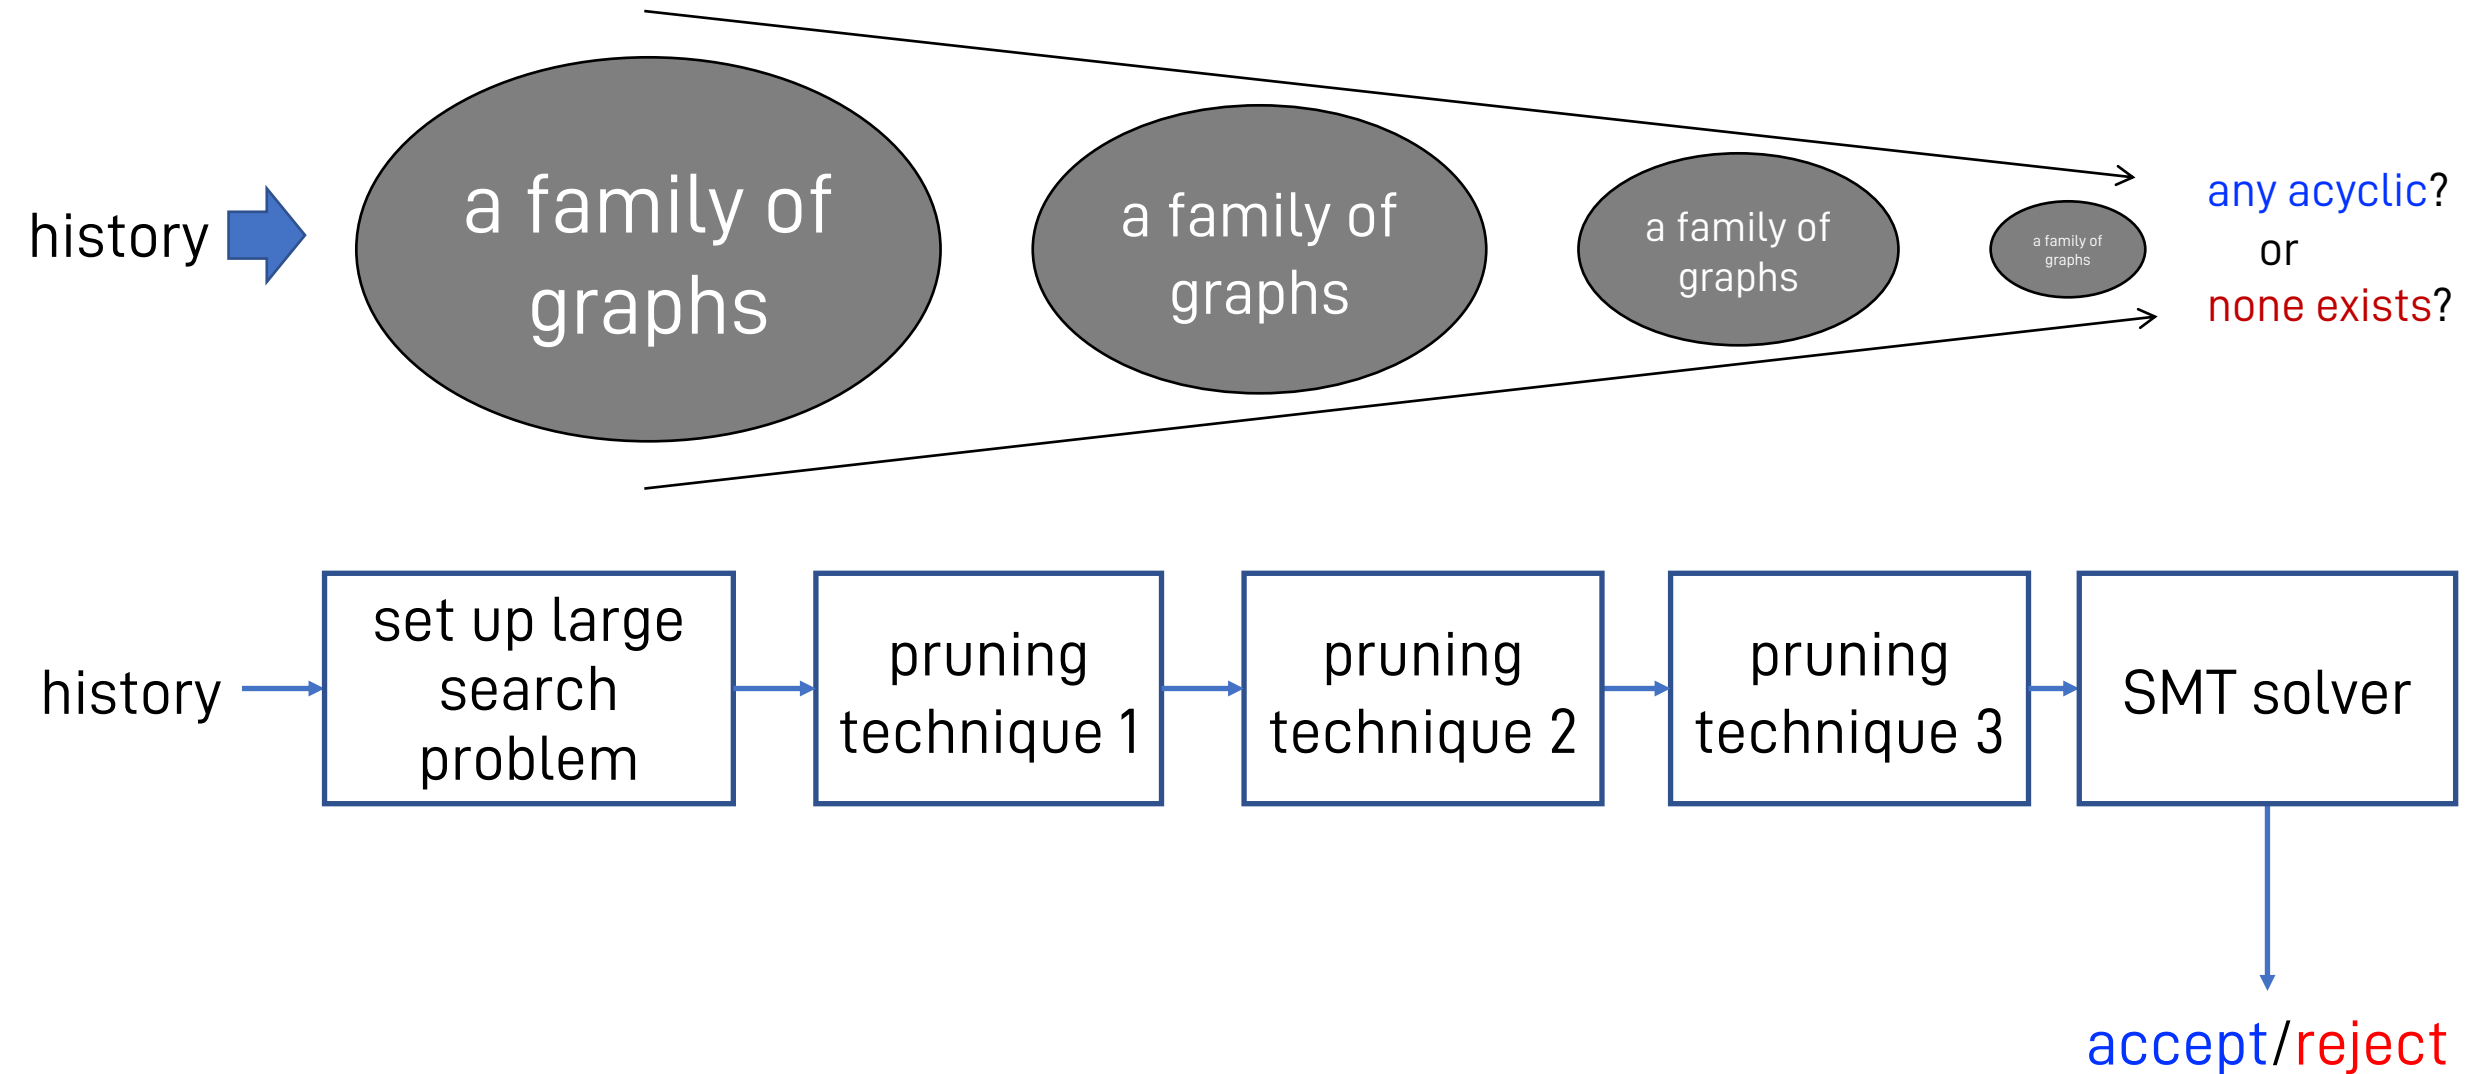 history
a family of
graphs
a family of
graphs
a family of
graphs
a family of
graphs
any acyclic?
or
none exists?
history
set up large
search
problem
pruning
technique 1
pruning
technique 2
pruning
technique 3
SMT solver
accept/reject